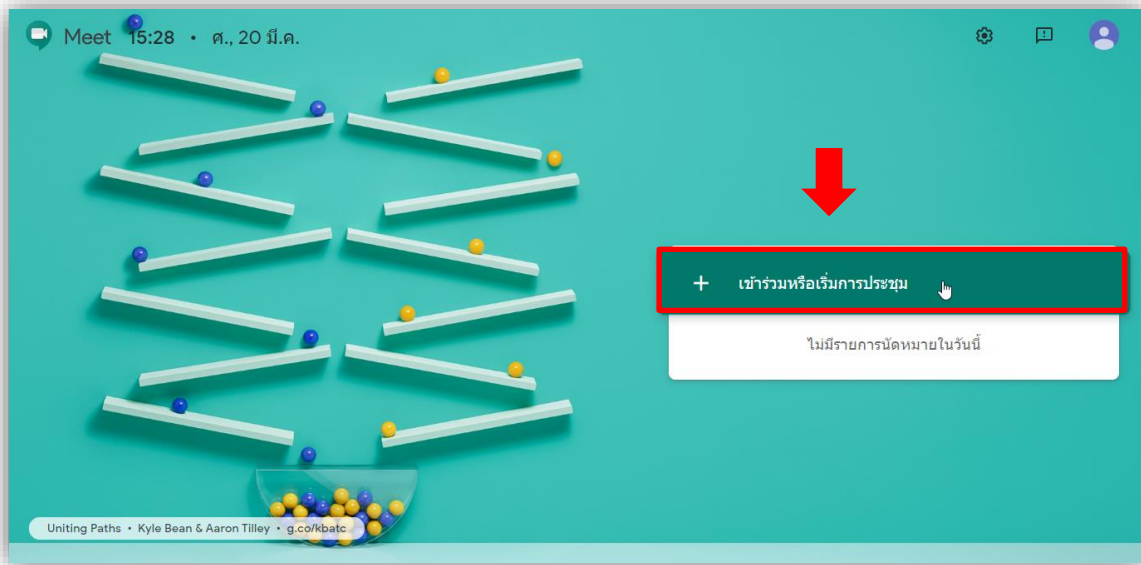 Meet 15:28 • ศ., 20 มี.ค.
เข้าร่วมหรือเริ่มการประชุม
ไม่มีรายการนัดหมายในวันนี้
Uniting Paths • Kyle Bean & Aaron Tilley • g.co/kbatc